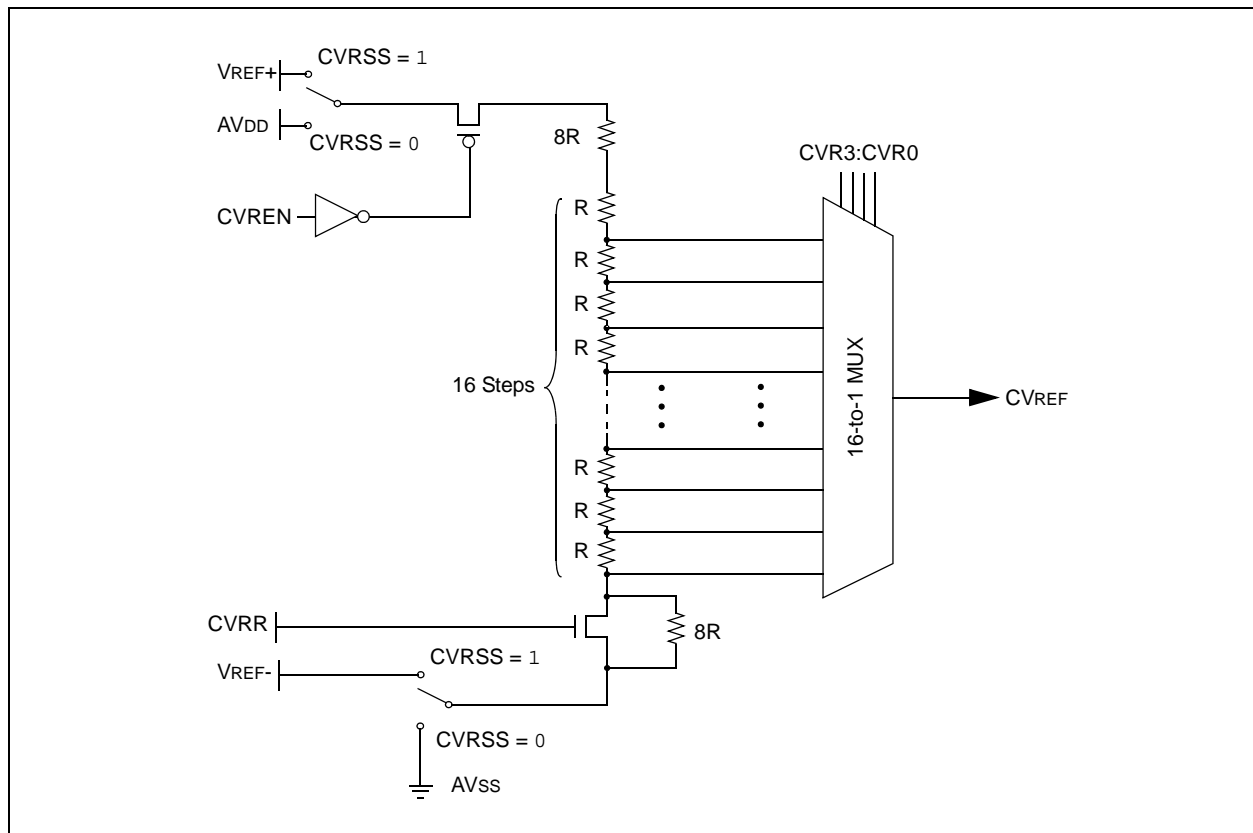 CVRSS = 1
VREF+
AVDD
CVRSS = 0
8R
CVR3:CVR0
CVREN
R
R
R
R
16 Steps
16-to-1 MUX
CVREF
R
R
R
CVRR
8R
CVRSS = 1
VREF-
CVRSS = 0
AVSS